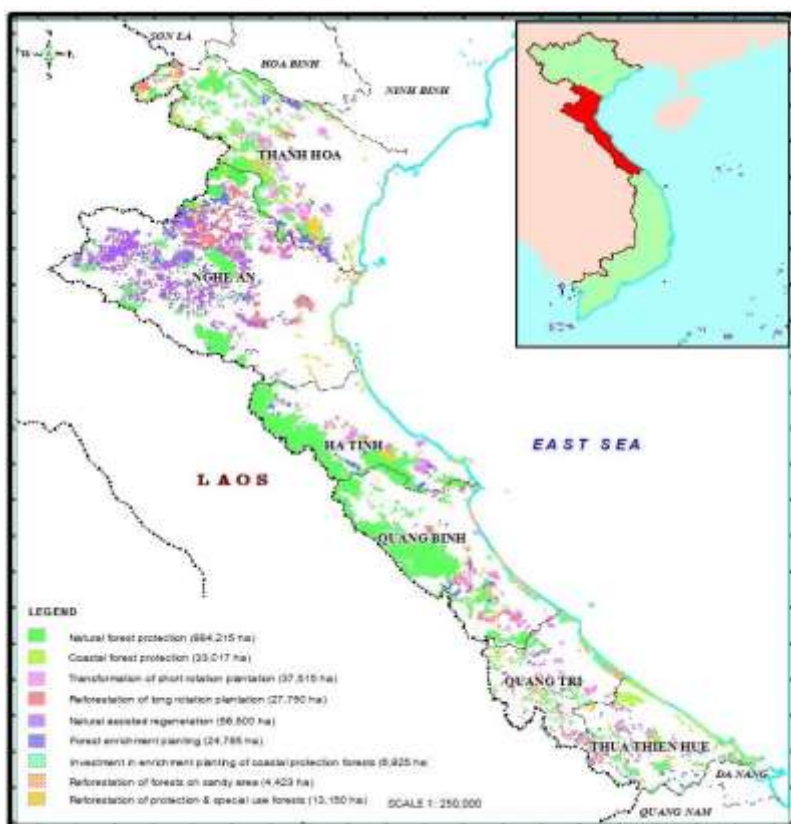 SON LA
HOA BINH
W E
S
NINH BINH
THANH HOA
NGHE AN
HA TINH
EAST SEA
LAOS
QUANG BINH
LEGEND
Natural forest protection (664,215 ha)
Coastal forest protection (33,017 ha)
Transformation of short rotation plantation (37,515 ha)
Reforestation of long rotation plantation (27,790 ha)
Natural assisted regeneration (56,600 ha)
Forest enrichment planting (24,765 ha)
Investment in enrichment planting of coastal protection forests (6,925 ha
Reforestation of forests on sandy area (4,423 ha)
Reforestation of protection & special use forests (13,150 ha)
SCALE 1: 250,000
QUANG TRI
THUA THIEN HUE
DA NANG
QUANG NAM